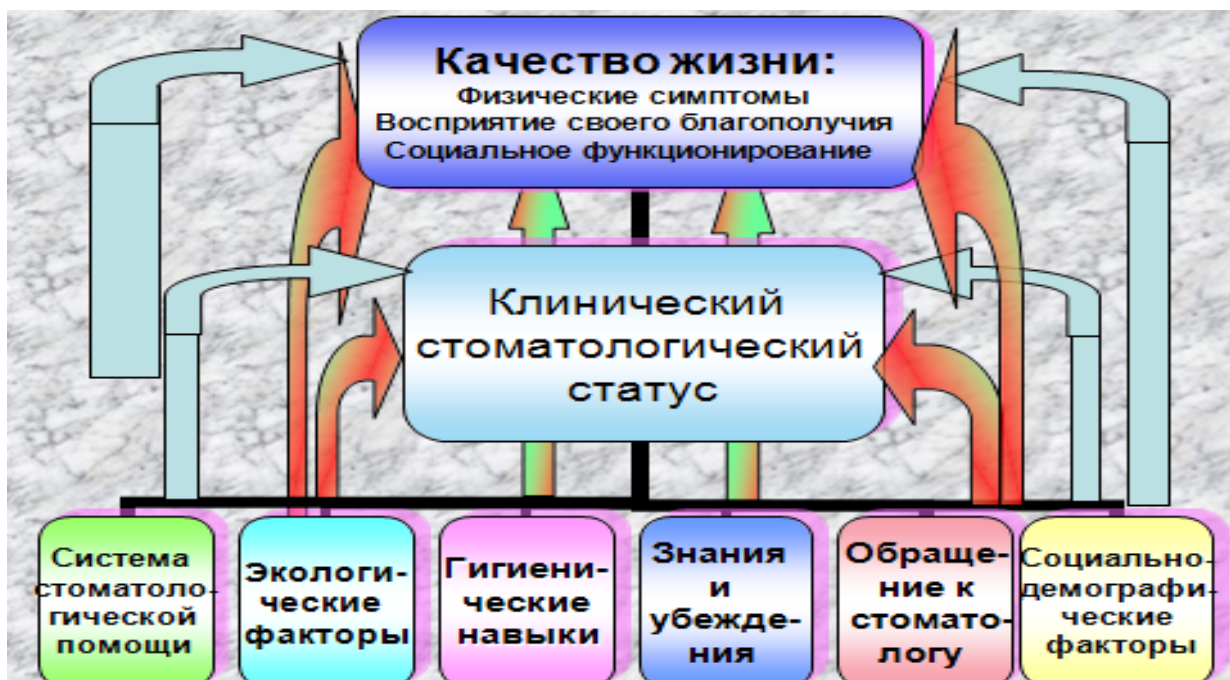 Качество жизни:
Физические симптомы
Восприятие своего благополучия
Социальное функционирование
Клинический
стоматологический
статус
Система
стоматоло-
гической
помощи
Экологи-
ческие
факторы
Гигиени-
ческие
навыки
Знания
и
убежде-
ния
Обраще-
ние к
стомато-
логу
Социально-
демографи-
ческие
факторы